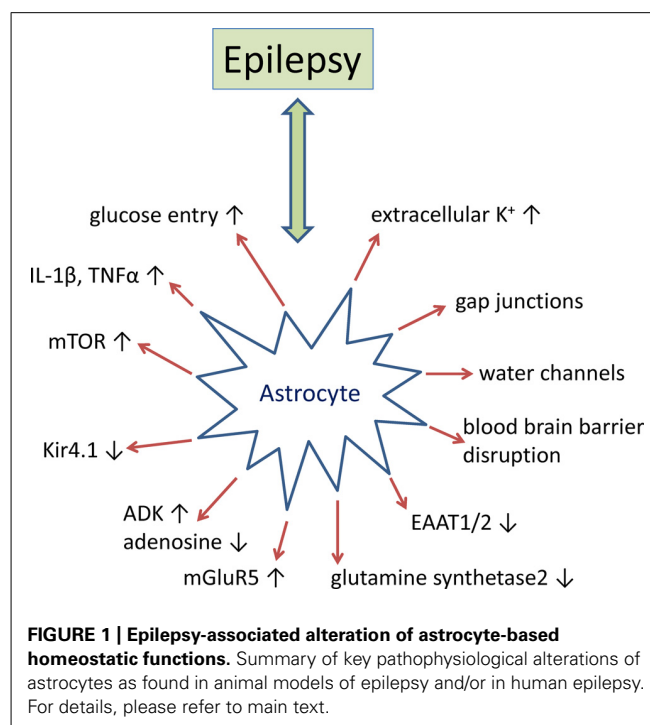 Epilepsy
glucose entry ↑
extracellular K⁺ ↑
IL-1β, TNFα ↑
gap junctions
mTOR ↑
water channels
Astrocyte
blood brain barrier
disruption
Kir4.1 ↓
ADK ↑
adenosine ↓
EAAT1/2 ↓
mGluR5 ↑
glutamine synthetase2 ↓
FIGURE 1 | Epilepsy-associated alteration of astrocyte-based
homeostatic functions. Summary of key pathophysiological alterations of
astrocytes as found in animal models of epilepsy and/or in human epilepsy.
For details, please refer to main text.